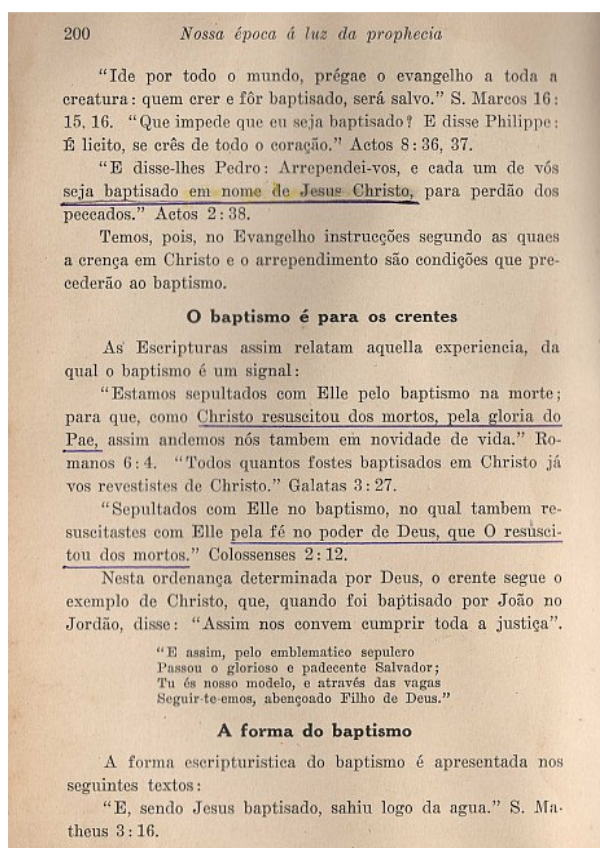 200 Nossa época á luz da prophecia
“Ide por todo o mundo, prégae o evangelho a toda a
creatura: quem crer e fôr baptisado, será salvo.” S. Marcos 16:
15, 16. “Que impede que eu seja baptisado? E disse Philippe:
É licito, se crês de todo o coração.” Actos 8:36, 37.
“E disse-lhes Pedro: Arrependei-vos, e cada um de vós
seja baptisado em nome de Jesus Christo, para perdão dos
peccados.” Actos 2:38.
Temos, pois, no Evangelho instrucções segundo as quaes
a crença em Christo e o arrependimento são condições que pre-
cederão ao baptismo.
O baptismo é para os crentes
As Escripturas assim relatam aquella experiencia, da
qual o baptismo é um signal:
“Estamos sepultados com Elle pelo baptismo na morte;
para que, como Christo resuscitou dos mortos, pela gloria do
Pae, assim andemos nós tambem em novidade de vida.” Ro-
manos 6:4. “Todos quantos fostes baptisados em Christo já
vos revestistes de Christo.” Galatas 3:27.
“Sepultados com Elle no baptismo, no qual tambem re-
suscitastes com Elle pela fé no poder de Deus, que O resusci-
tou dos mortos.” Colossenses 2:12.
Nesta ordenança determinada por Deus, o crente segue o
exemplo de Christo, que, quando foi baptisado por João no
Jordão, disse: “Assim nos convem cumprir toda a justiça”.
“E assim, pelo emblematico sepulcro
Passou o glorioso e padecente Salvador;
Tu és nosso modelo, e através das vagas
Seguir-te-emos, abençoado Filho de Deus.”
A forma do baptismo
A forma escripturistica do baptismo é apresentada nos
seguintes textos:
“E, sendo Jesus baptisado, sahiu logo da agua.” S. Ma-
theus 3:16.